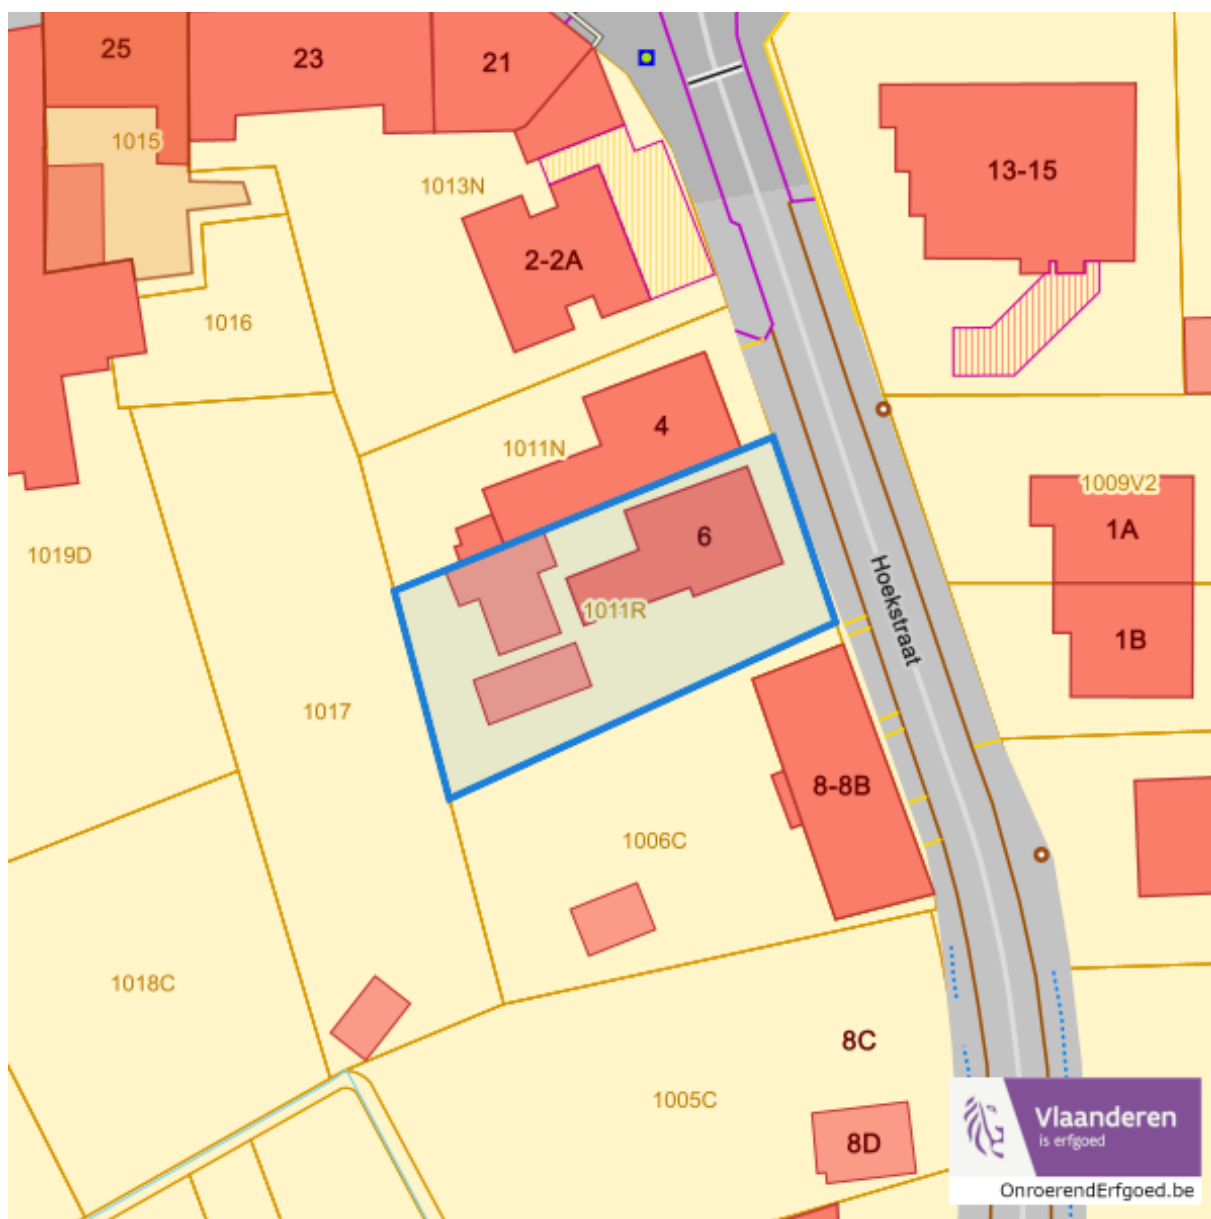 25
23
21
1015
13-15
1013N
2-2A
1016
4
1011N
1009V2
1A
6
1019D
1011R
Hoekstraat
1B
1017
8-8B
1006C
1018C
8C
1005C
8D
Vlaanderen
is erfgoed
OnroerendErfgoed.be